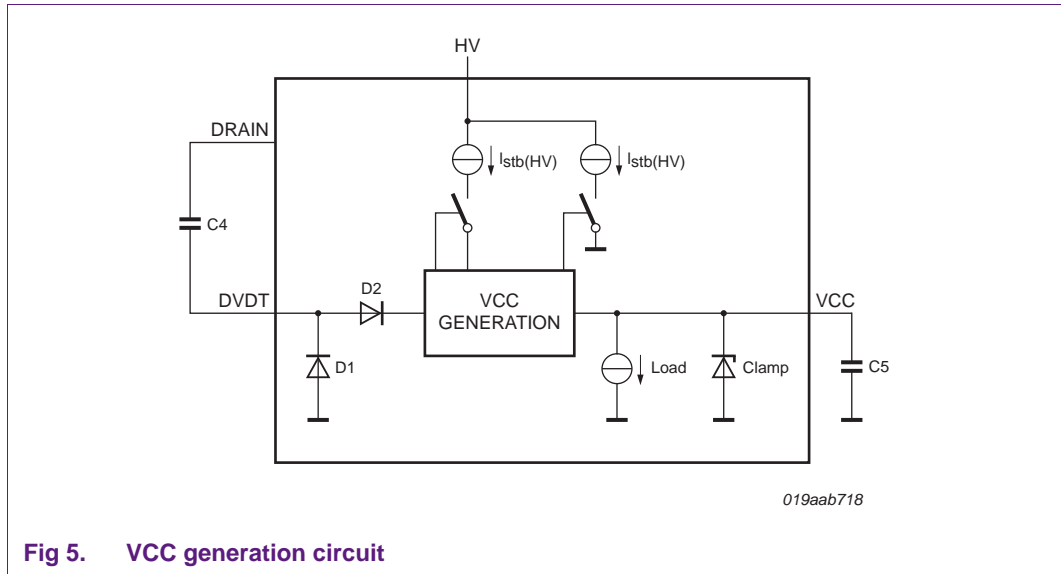 HV
DRAIN
Istb(HV)
Istb(HV)
C4
D2
DVDT
VCC
GENERATION
VCC
D1
Load
Clamp
C5
019aab718
Fig 5. VCC generation circuit